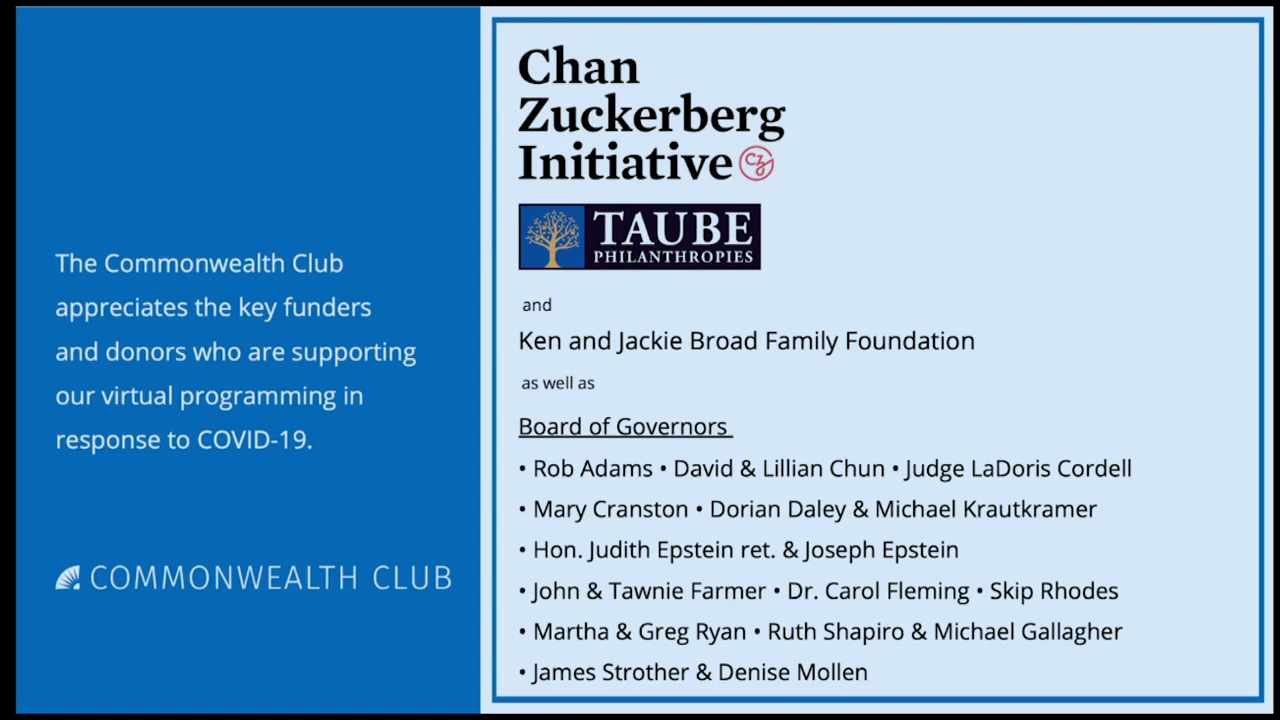 The Commonwealth Club
appreciates the key funders
and donors who are supporting
our virtual programming in
response to COVID-19.
COMMONWEALTH CLUB
Chan
Zuckerberg
Initiative CZ
TAUBE
PHILANTHROPIES
and
Ken and Jackie Broad Family Foundation
as well as
Board of Governors
• Rob Adams • David & Lillian Chun • Judge LaDoris Cordell
• Mary Cranston • Dorian Daley & Michael Krautkramer
• Hon. Judith Epstein ret. & Joseph Epstein
• John & Tawnie Farmer • Dr. Carol Fleming • Skip Rhodes
• Martha & Greg Ryan • Ruth Shapiro & Michael Gallagher
• James Strother & Denise Mollen